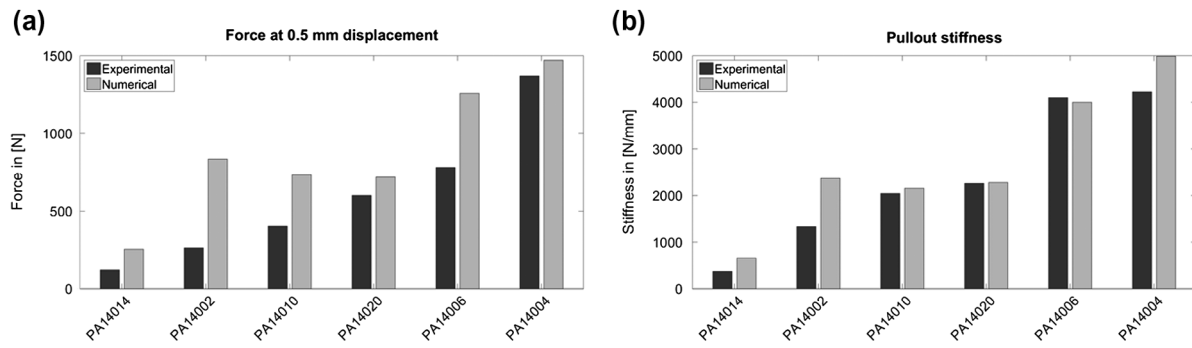 (a)
Force at 0.5 mm displacement
Force in [N]
1500
1000
500
0
Experimental
Numerical
PA14014
PA14002
PA14010
PA14020
PA14006
PA14004
(b)
Pullout stiffness
Stiffness in [N/mm]
5000
4000
3000
2000
1000
0
Experimental
Numerical
PA14014
PA14002
PA14010
PA14020
PA14006
PA14004